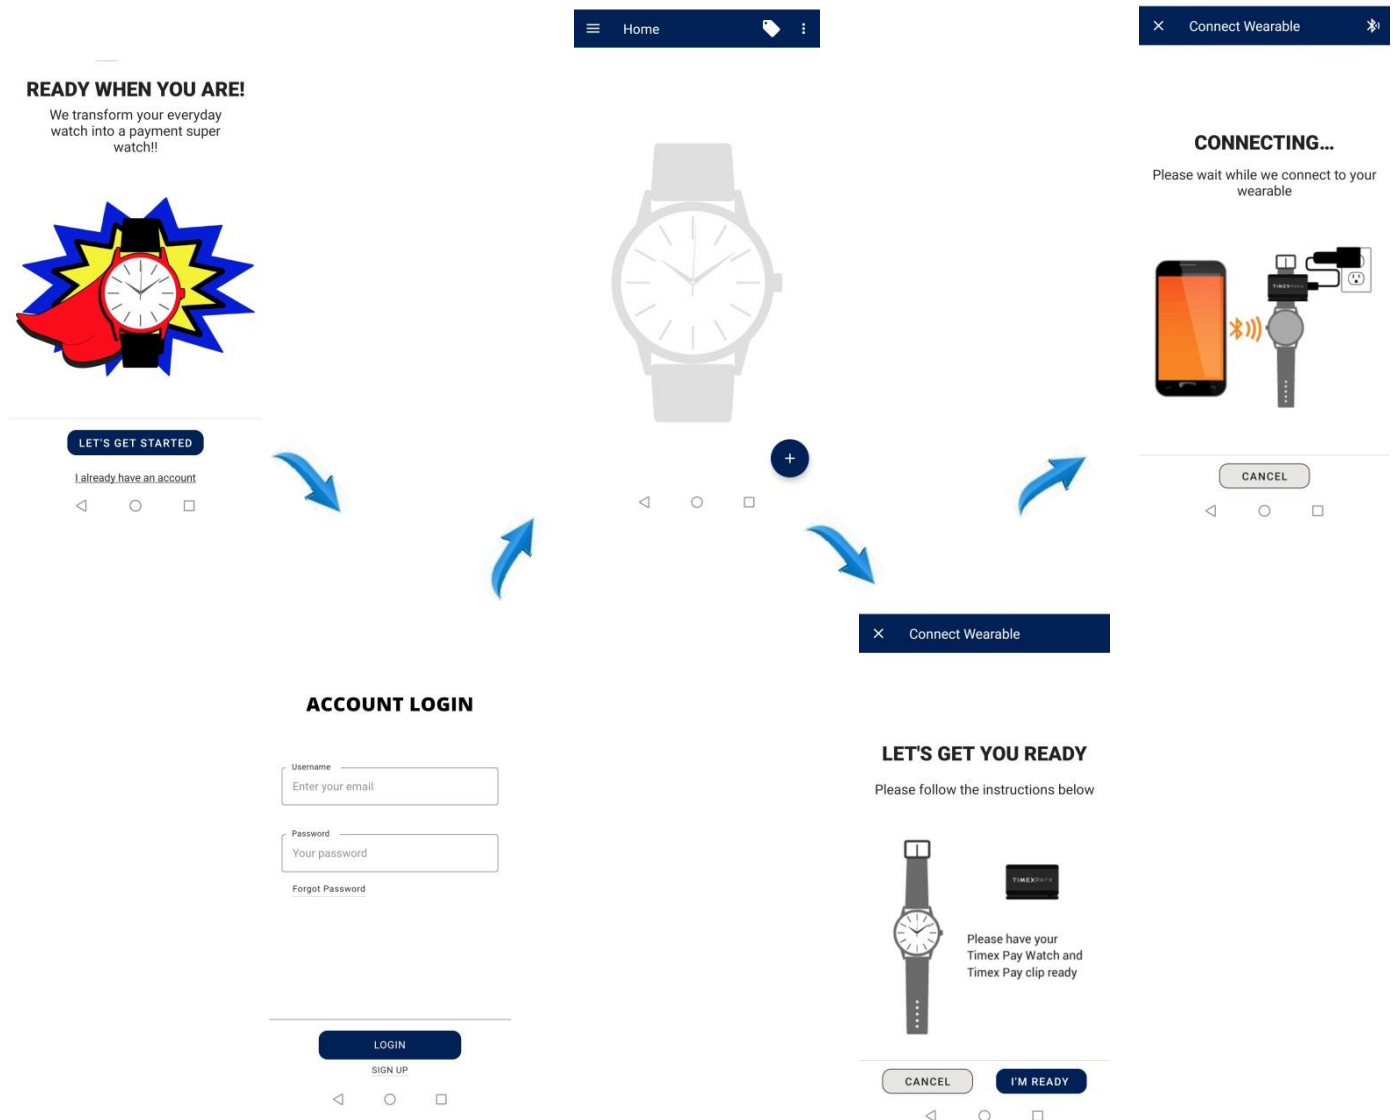 READY WHEN YOU ARE!
We transform your everyday
watch into a payment super
watch!!
LET'S GET STARTED
I already have an account
ACCOUNT LOGIN
Username
Enter your email
Password
Your password
Forgot Password
LOGIN
SIGN UP
Home
+
Connect Wearable
LET'S GET YOU READY
Please follow the instructions below
TIMEXPAY
Please have your
Timex Pay Watch and
Timex Pay clip ready
CANCEL
I'M READY
Connect Wearable
CONNECTING...
Please wait while we connect to your
wearable
TIMEXPAY
CANCEL